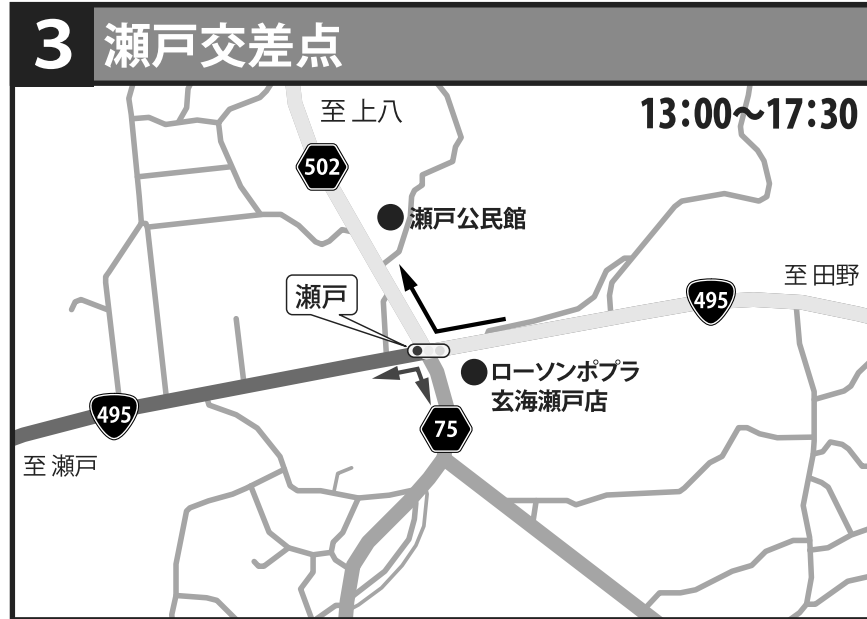 3 瀬戸交差点
13:00～17:30
至 上八
502
瀬戸公民館
至 田野
瀬戸
495
ローソンポプラ
玄海瀬戸店
495
75
至 瀬戸